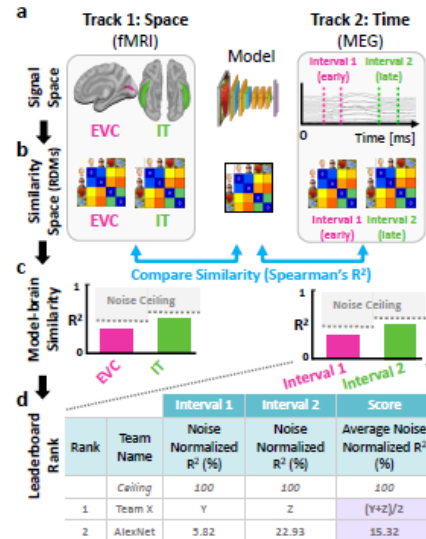 a
Track 1: Space
(fMRI)
Model
Track 2: Time
(MEG)
Signal
Space
EVC
IT
Interval 1
(early)
Interval 2
(late)
0
Time [ms]
b
Similarity
Space (RDMs)
EVC
IT
Interval 1
(early)
Interval 2
(late)
Compare Similarity (Spearman's R²)
c
Model-brain
Similarity
1
Noise Ceiling
R²
0
EVC
IT
1
Noise Ceiling
R²
0
Interval 1
Interval 2
d
Leaderboard
Rank
Interval 1
Interval 2
Score
Rank
Team
Name
Noise
Normalized
R² (%)
Noise
Normalized
R² (%)
Average Noise
Normalized R²
(%)
Ceiling
100
100
100
1
Team X
Y
Z
(Y+Z)/2
2
AlexNet
5.82
22.93
15.32